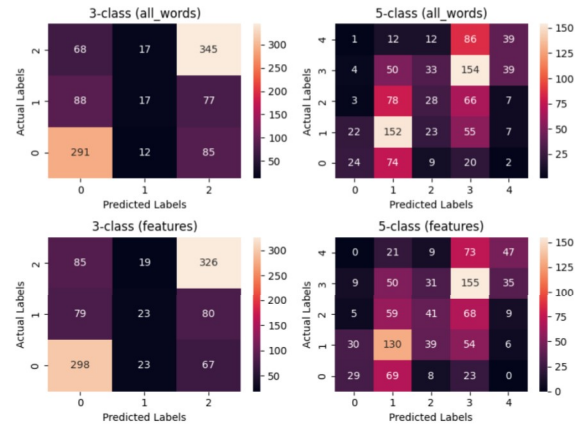 3-class (all_words)
2 68 17 345
1 88 17 77
0 291 12 85
0 1 2
Actual Labels
Predicted Labels
300
250
200
150
100
50
5-class (all_words)
4 1 12 12 86 39
3 4 50 33 154 39
2 3 78 28 66 7
1 22 152 23 55 7
0 24 74 9 20 2
0 1 2 3 4
Actual Labels
Predicted Labels
150
125
100
75
50
25
3-class (features)
2 85 19 326
1 79 23 80
0 298 23 67
0 1 2
Actual Labels
Predicted Labels
300
250
200
150
100
50
5-class (features)
4 0 21 9 73 47
3 9 50 31 155 35
2 5 59 41 68 9
1 30 130 39 54 6
0 29 69 8 23 0
0 1 2 3 4
Actual Labels
Predicted Labels
150
125
100
75
50
25
0